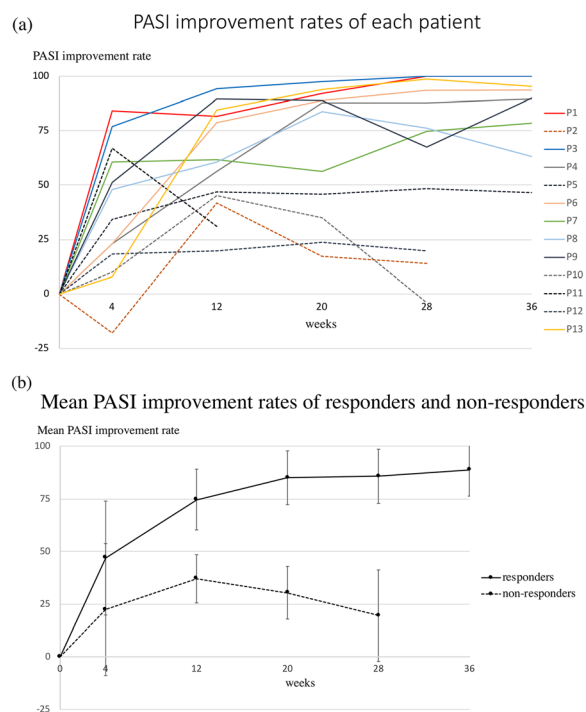 (a)
PASI improvement rates of each patient
PASI improvement rate
100
75
50
25
0
-25
4 12 20 28 36
weeks
P1
P2
P3
P4
P5
P6
P7
P8
P9
P10
P11
P12
P13
(b)
Mean PASI improvement rates of responders and non-responders
Mean PASI improvement rate
100
75
50
25
0
-25
0 4 12 20 28 36
weeks
responders
non-responders